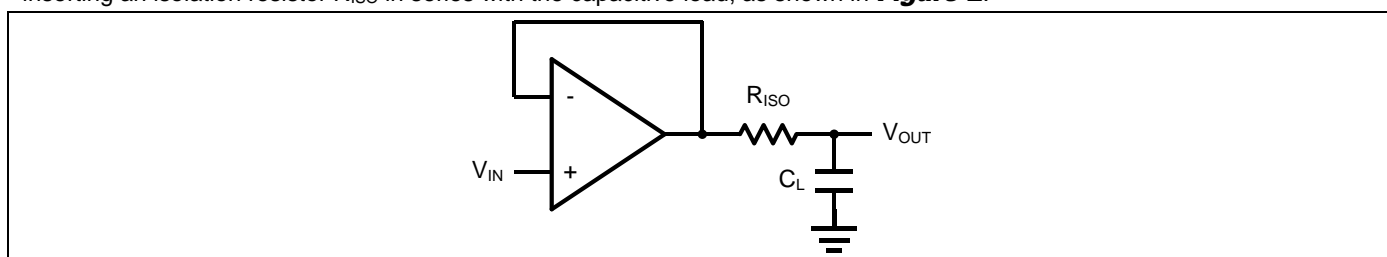 inserting an isolation resistor RISO in series with the capacitive load, as shown in Figure 2.
-
RISO
VOUT
VIN
+
CL